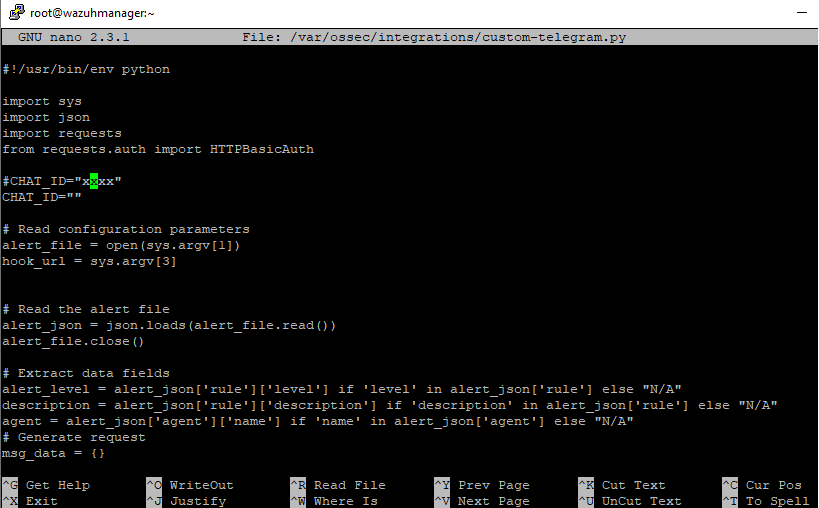 root@wazuhmanager:~
GNU nano 2.3.1 File: /var/ossec/integrations/custom-telegram.py
#!/usr/bin/env python
import sys
import json
import requests
from requests.auth import HTTPBasicAuth
#CHAT_ID="xxxx"
CHAT_ID=""
# Read configuration parameters
alert_file = open(sys.argv[1])
hook_url = sys.argv[3]
# Read the alert file
alert_json = json.loads(alert_file.read())
alert_file.close()
# Extract data fields
alert_level = alert_json['rule']['level'] if 'level' in alert_json['rule'] else "N/A"
description = alert_json['rule']['description'] if 'description' in alert_json['rule'] else "N/A"
agent = alert_json['agent']['name'] if 'name' in alert_json['agent'] else "N/A"
# Generate request
msg_data = {}
^G Get Help ^O WriteOut ^R Read File ^Y Prev Page ^K Cut Text ^C Cur Pos
^X Exit ^J Justify ^W Where Is ^V Next Page ^U UnCut Text ^T To Spell